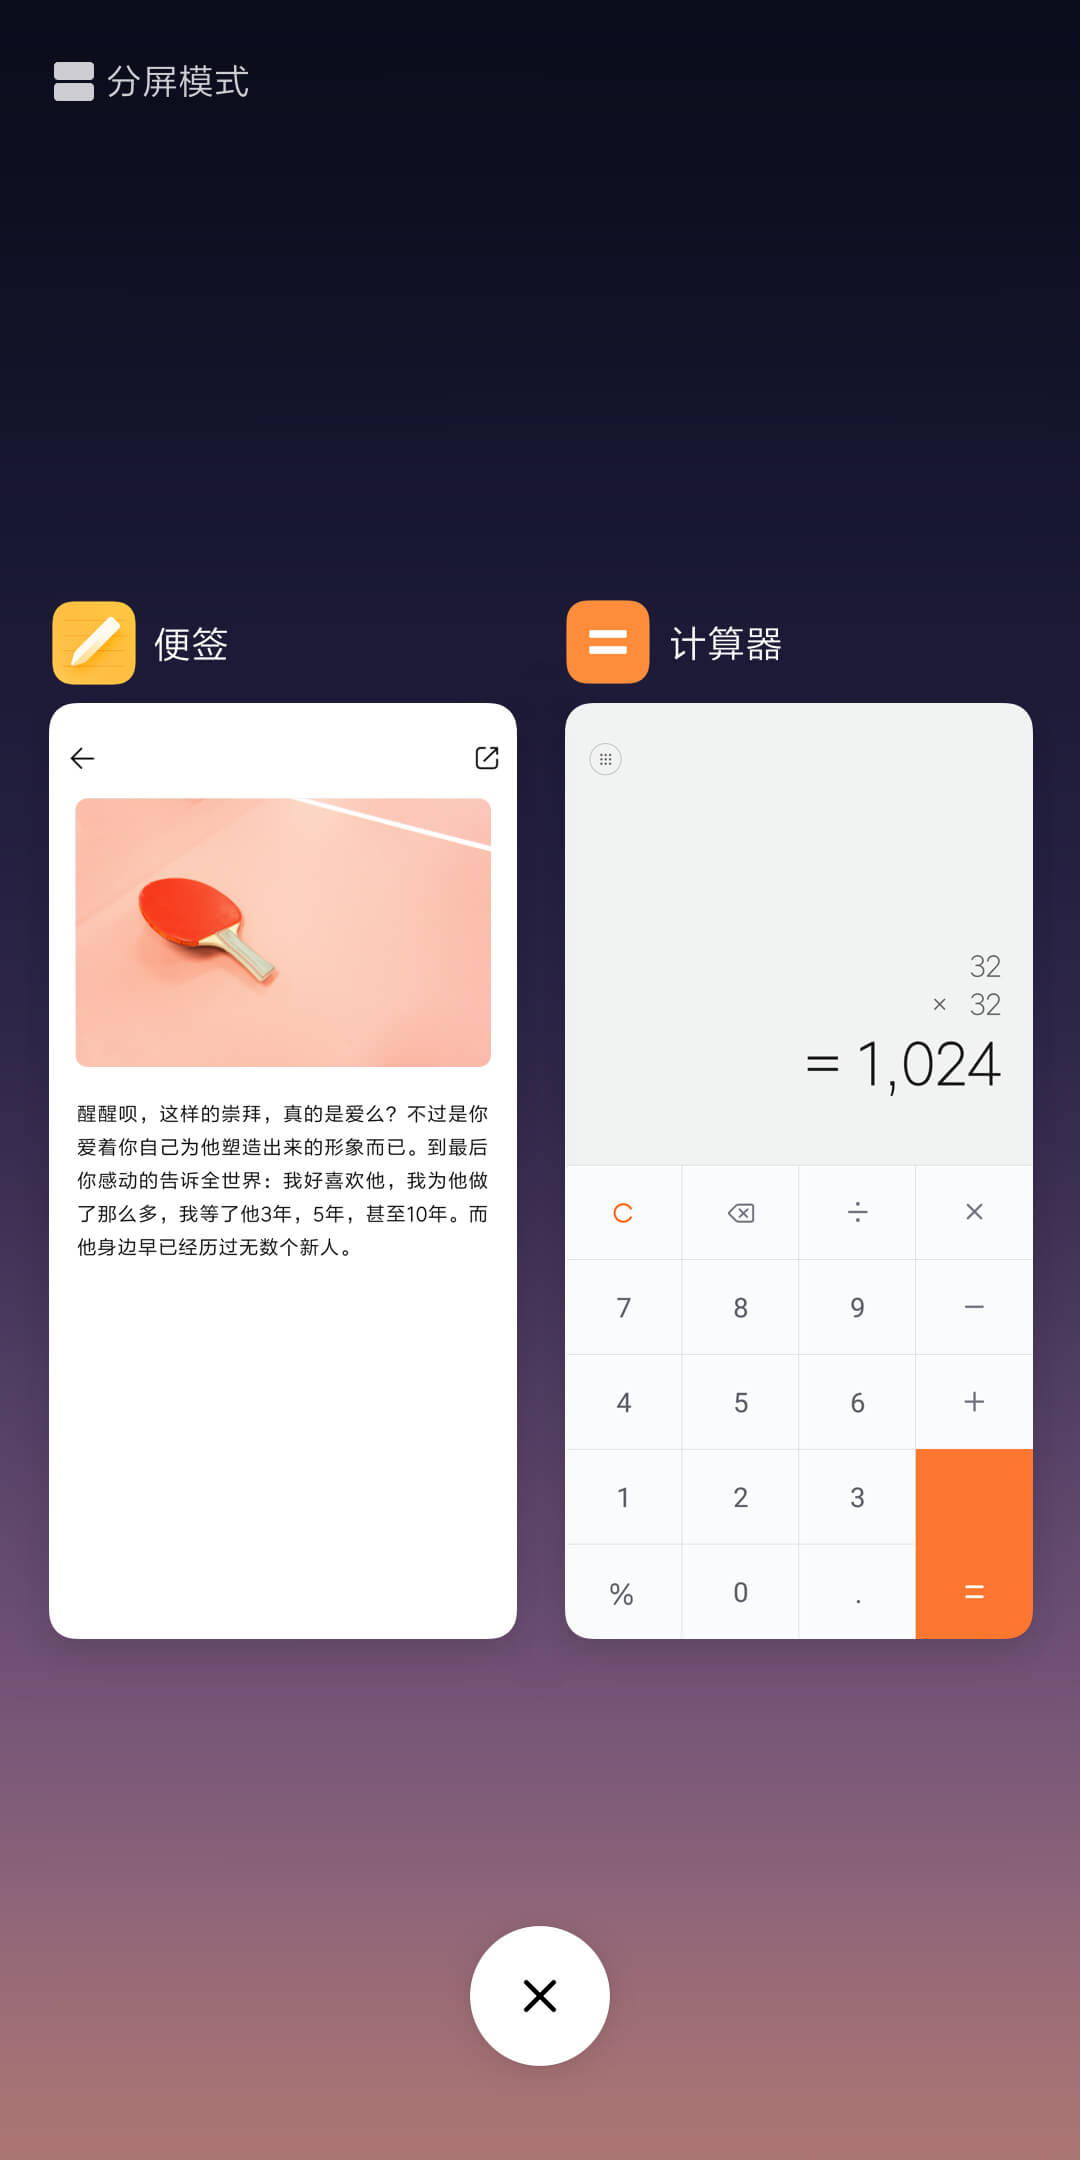 分屏模式
便签
计算器
醒醒呗，这样的崇拜，真的是爱么？不过是你
爱着你自己为他塑造出来的形象而已。到最后
你感动的告诉全世界：我好喜欢他，我为他做
了那么多，我等了他3年，5年，甚至10年。而
他身边早已经历过无数个新人。
32
× 32
= 1,024
C ÷ ×
7 8 9 −
4 5 6 +
1 2 3
% 0 . =